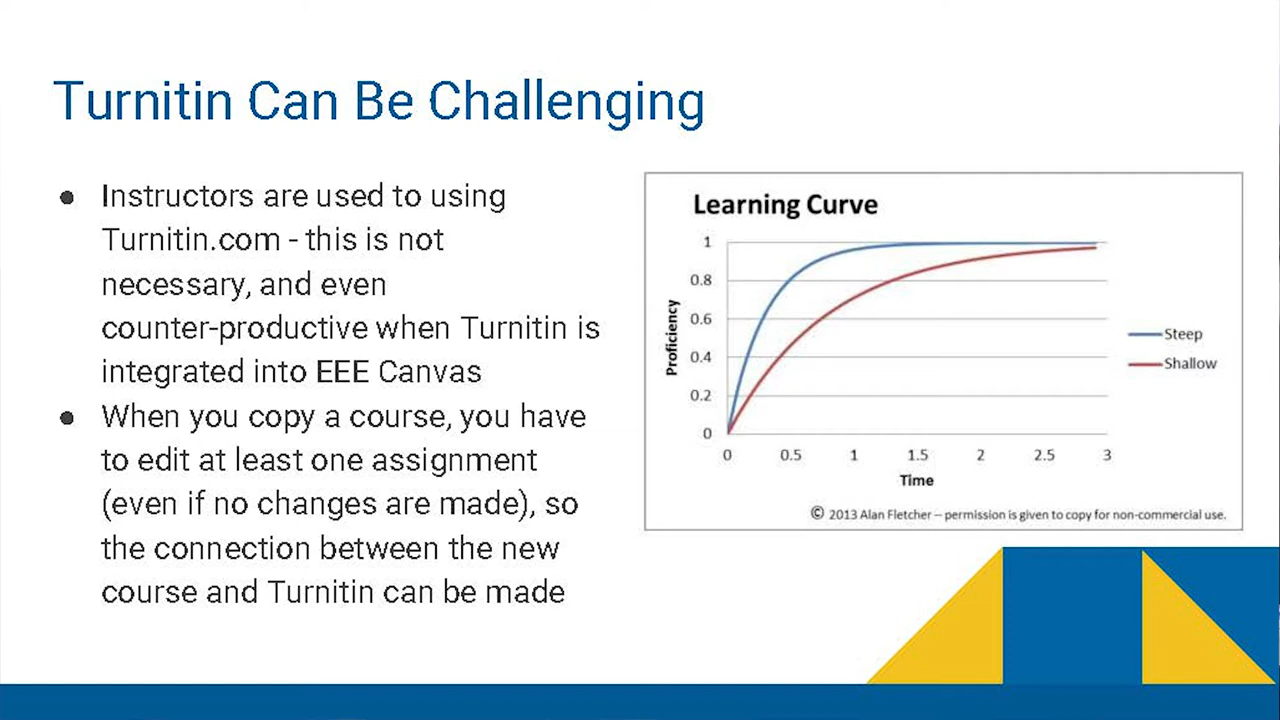 Turnitin Can Be Challenging
● Instructors are used to using
Turnitin.com - this is not
necessary, and even
counter-productive when Turnitin is
integrated into EEE Canvas
● When you copy a course, you have
to edit at least one assignment
(even if no changes are made), so
the connection between the new
course and Turnitin can be made
Learning Curve
1
0.8
0.6
0.4
0.2
0
Proficiency
0 0.5 1 1.5 2 2.5 3
Time
Steep
Shallow
© 2013 Alan Fletcher – permission is given to copy for non-commercial use.